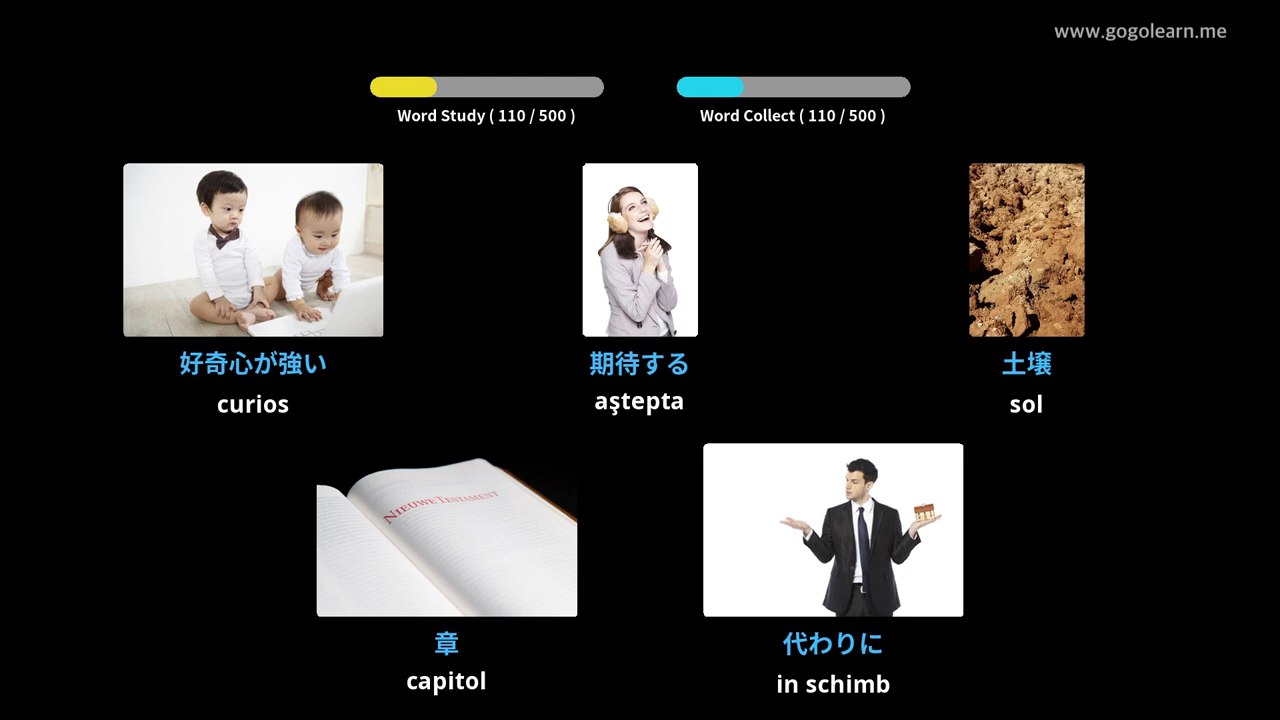 www.gogolearn.me
Word Study ( 110 / 500 )
Word Collect ( 110 / 500 )
好奇心が強い
curios
期待する
aştepta
土壌
sol
NIEUWE TESTAMENT
章
capitol
代わりに
in schimb